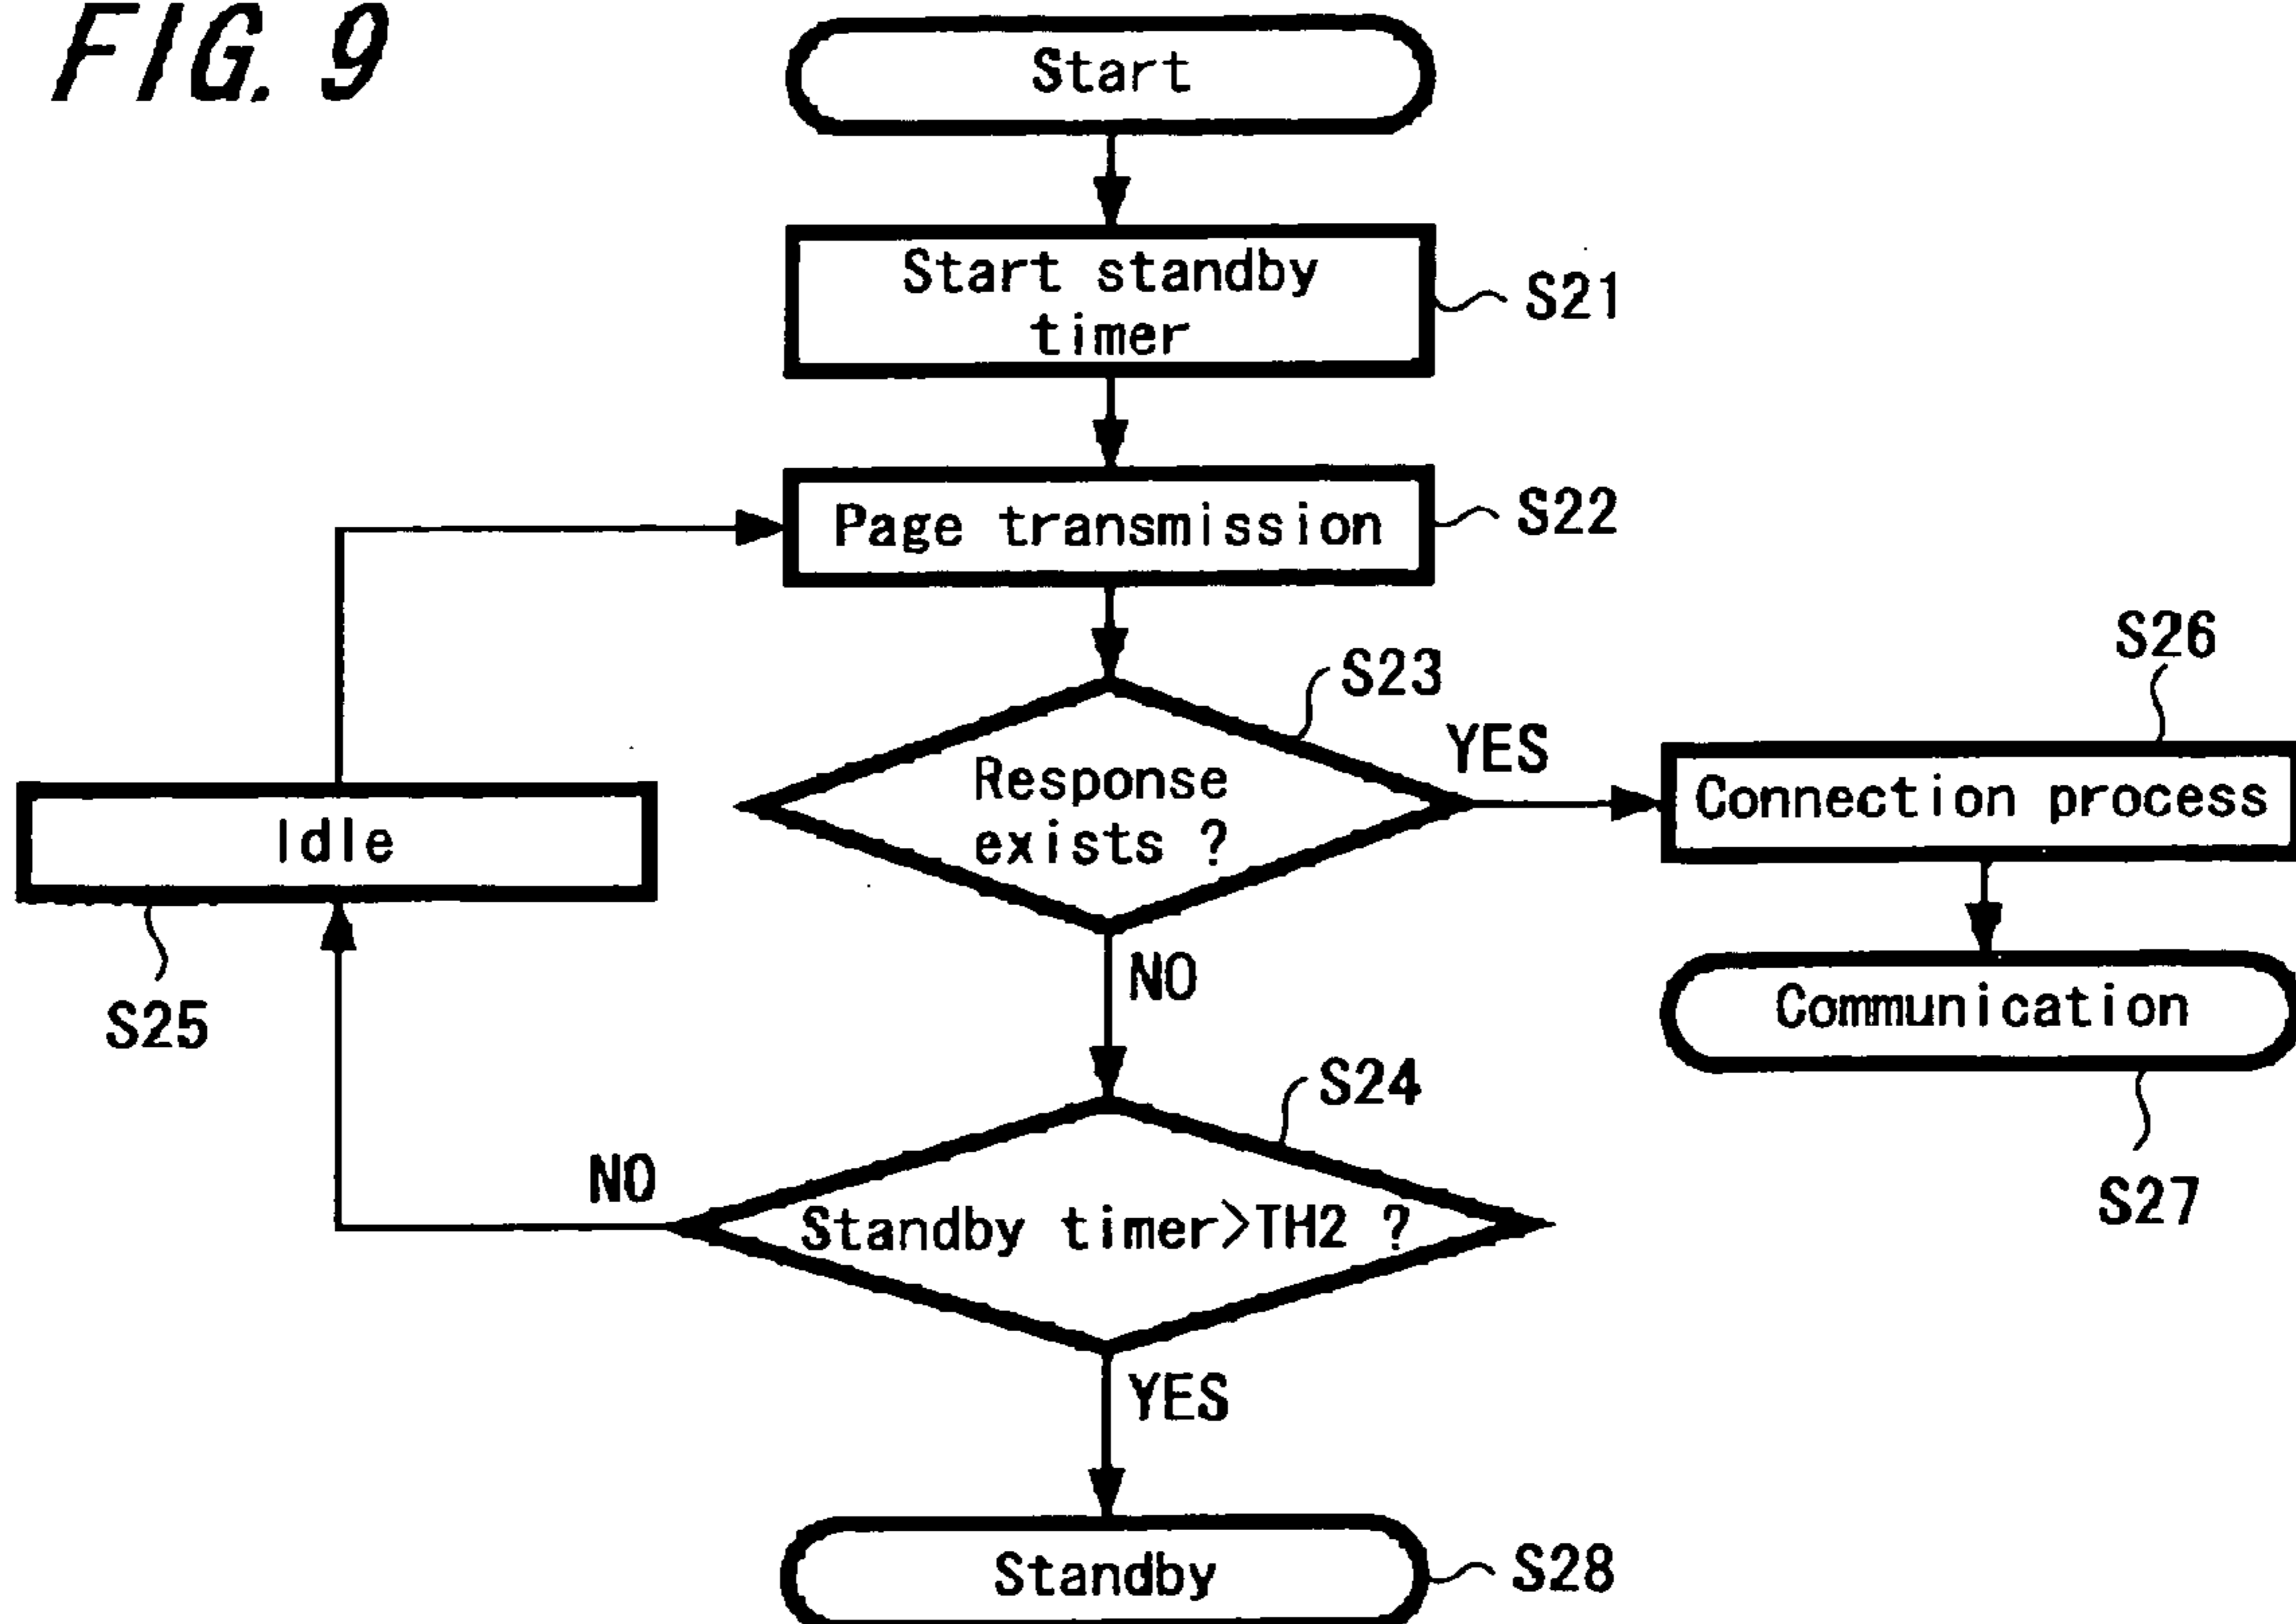 FIG. 9
Start
Start standby
timer
S21
Page transmission
S22
S23
Response
exists ?
YES
S26
Connection process
Idle
S25
NO
Communication
S27
S24
NO
Standby timer>TH2 ?
YES
Standby
S28